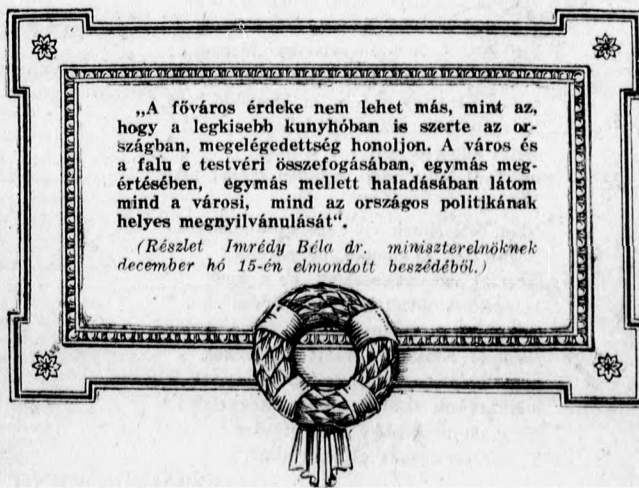 „A főváros érdeke nem lehet más, mint az,
hogy a legkisebb kunyhóban is szerte az or-
szágban, megelégedettség honoljon. A város és
a falu e testvéri összefogásában, egymás meg-
értésében, egymás mellett haladásában látom
mind a városi, mind az országos politikának
helyes megnyilvánulását“.
(Részlet Imrédy Béla dr. miniszterelnöknek
december hó 15-én elmondott beszédéből.)